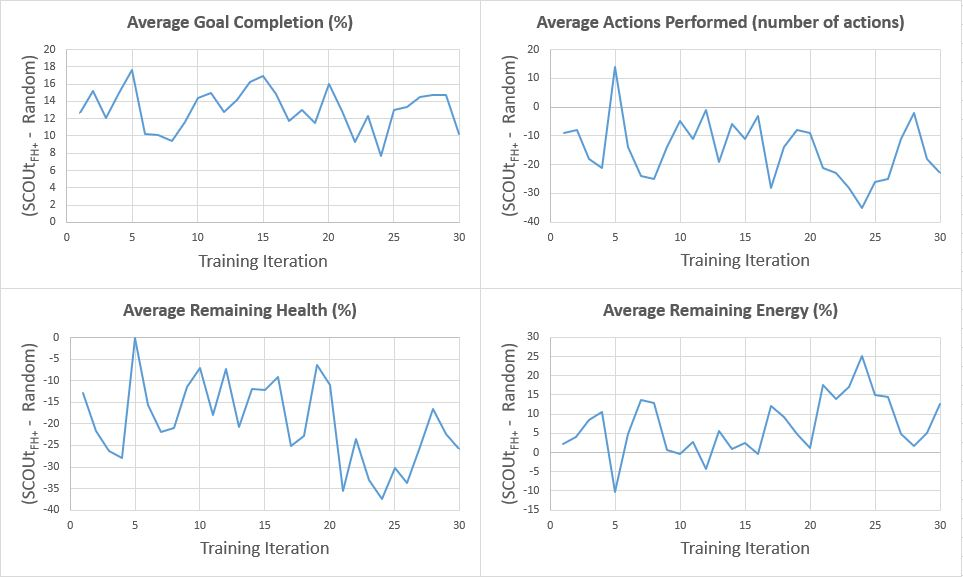 Average Goal Completion (%)
(SCOUtFH+ - Random)
20
18
16
14
12
10
8
6
4
2
0
0 5 10 15 20 25 30
Training Iteration
Average Actions Performed (number of actions)
(SCOUtFH+ - Random)
20
10
0
-10
-20
-30
-40
0 5 10 15 20 25 30
Training Iteration
Average Remaining Health (%)
(SCOUtFH+ - Random)
0
-5
-10
-15
-20
-25
-30
-35
-40
0 5 10 15 20 25 30
Training Iteration
Average Remaining Energy (%)
(SCOUtFH+ - Random)
30
25
20
15
10
5
0
-5
-10
-15
0 5 10 15 20 25 30
Training Iteration